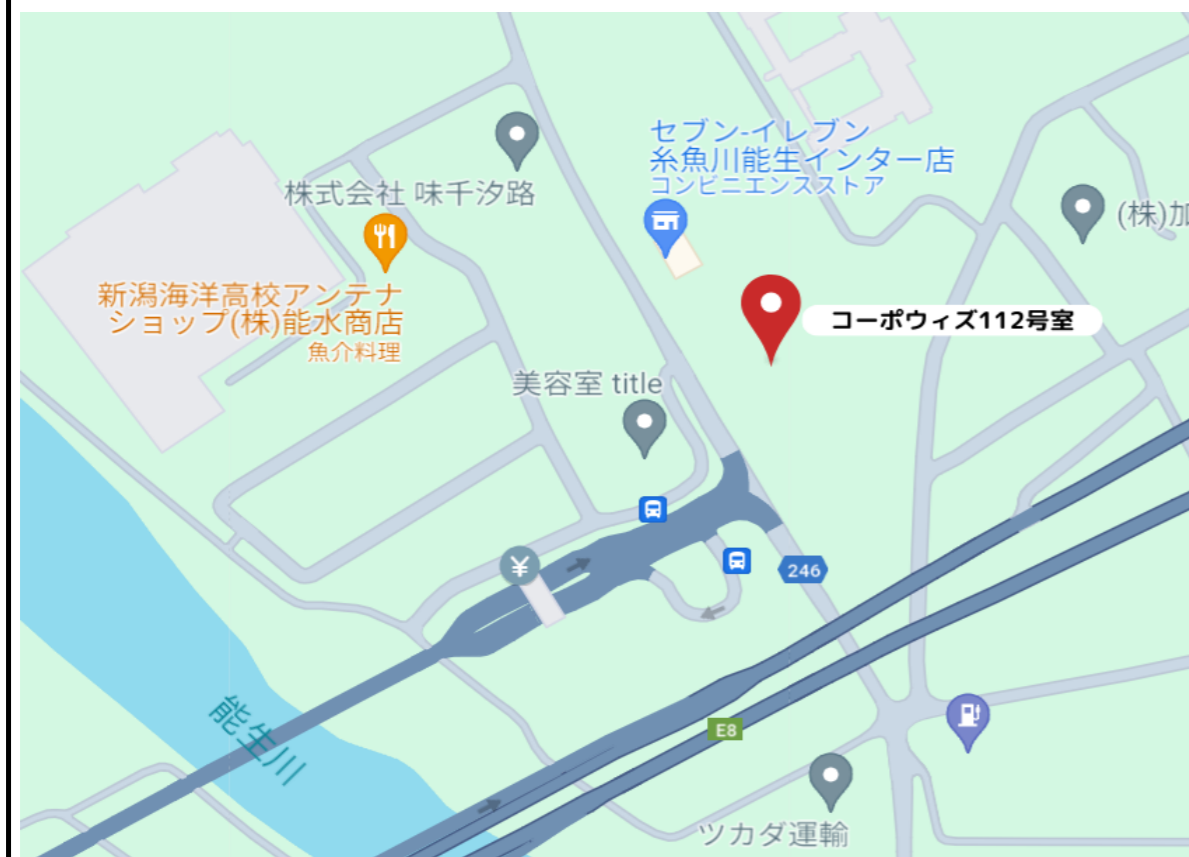 セブン-イレブン
糸魚川能生インター店
コンビニエンスストア
株式会社 味千汐路
(株)加
新潟海洋高校アンテナ
ショップ(株)能水商店
魚介料理
コーポウィズ112号室
美容室 title
¥
246
能生川
E8
ツカダ運輸